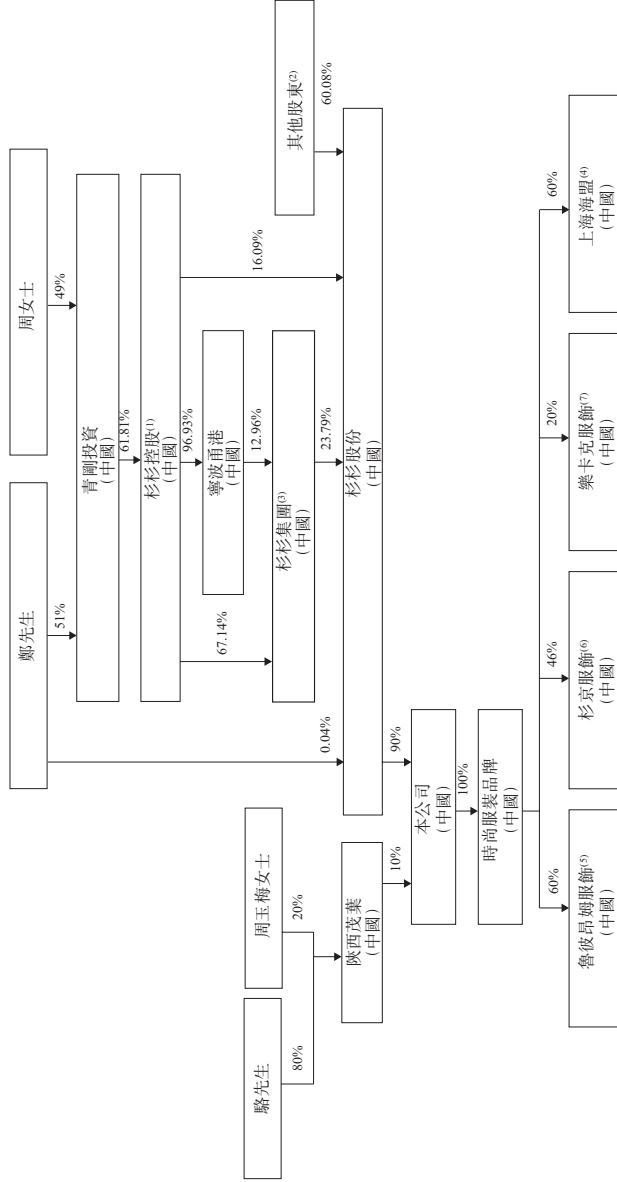 鄭先生
周女士
51%
49%
青剛投資
(中國)
61.81%
杉杉控股(1)
(中國)
96.93%
寧波甬港
(中國)
67.14%
12.96%
16.09%
杉杉集團(3)
(中國)
其他股東(2)
駱先生
周玉梅女士
80%
20%
0.04%
23.79%
60.08%
陝西茂葉
(中國)
杉杉股份
(中國)
10%
90%
本公司
(中國)
100%
時尚服裝品牌
(中國)
60%
46%
20%
60%
魯彼昂姆服飾(5)
(中國)
杉京服飾(6)
(中國)
樂卡克服飾(7)
(中國)
上海海盟(4)
(中國)